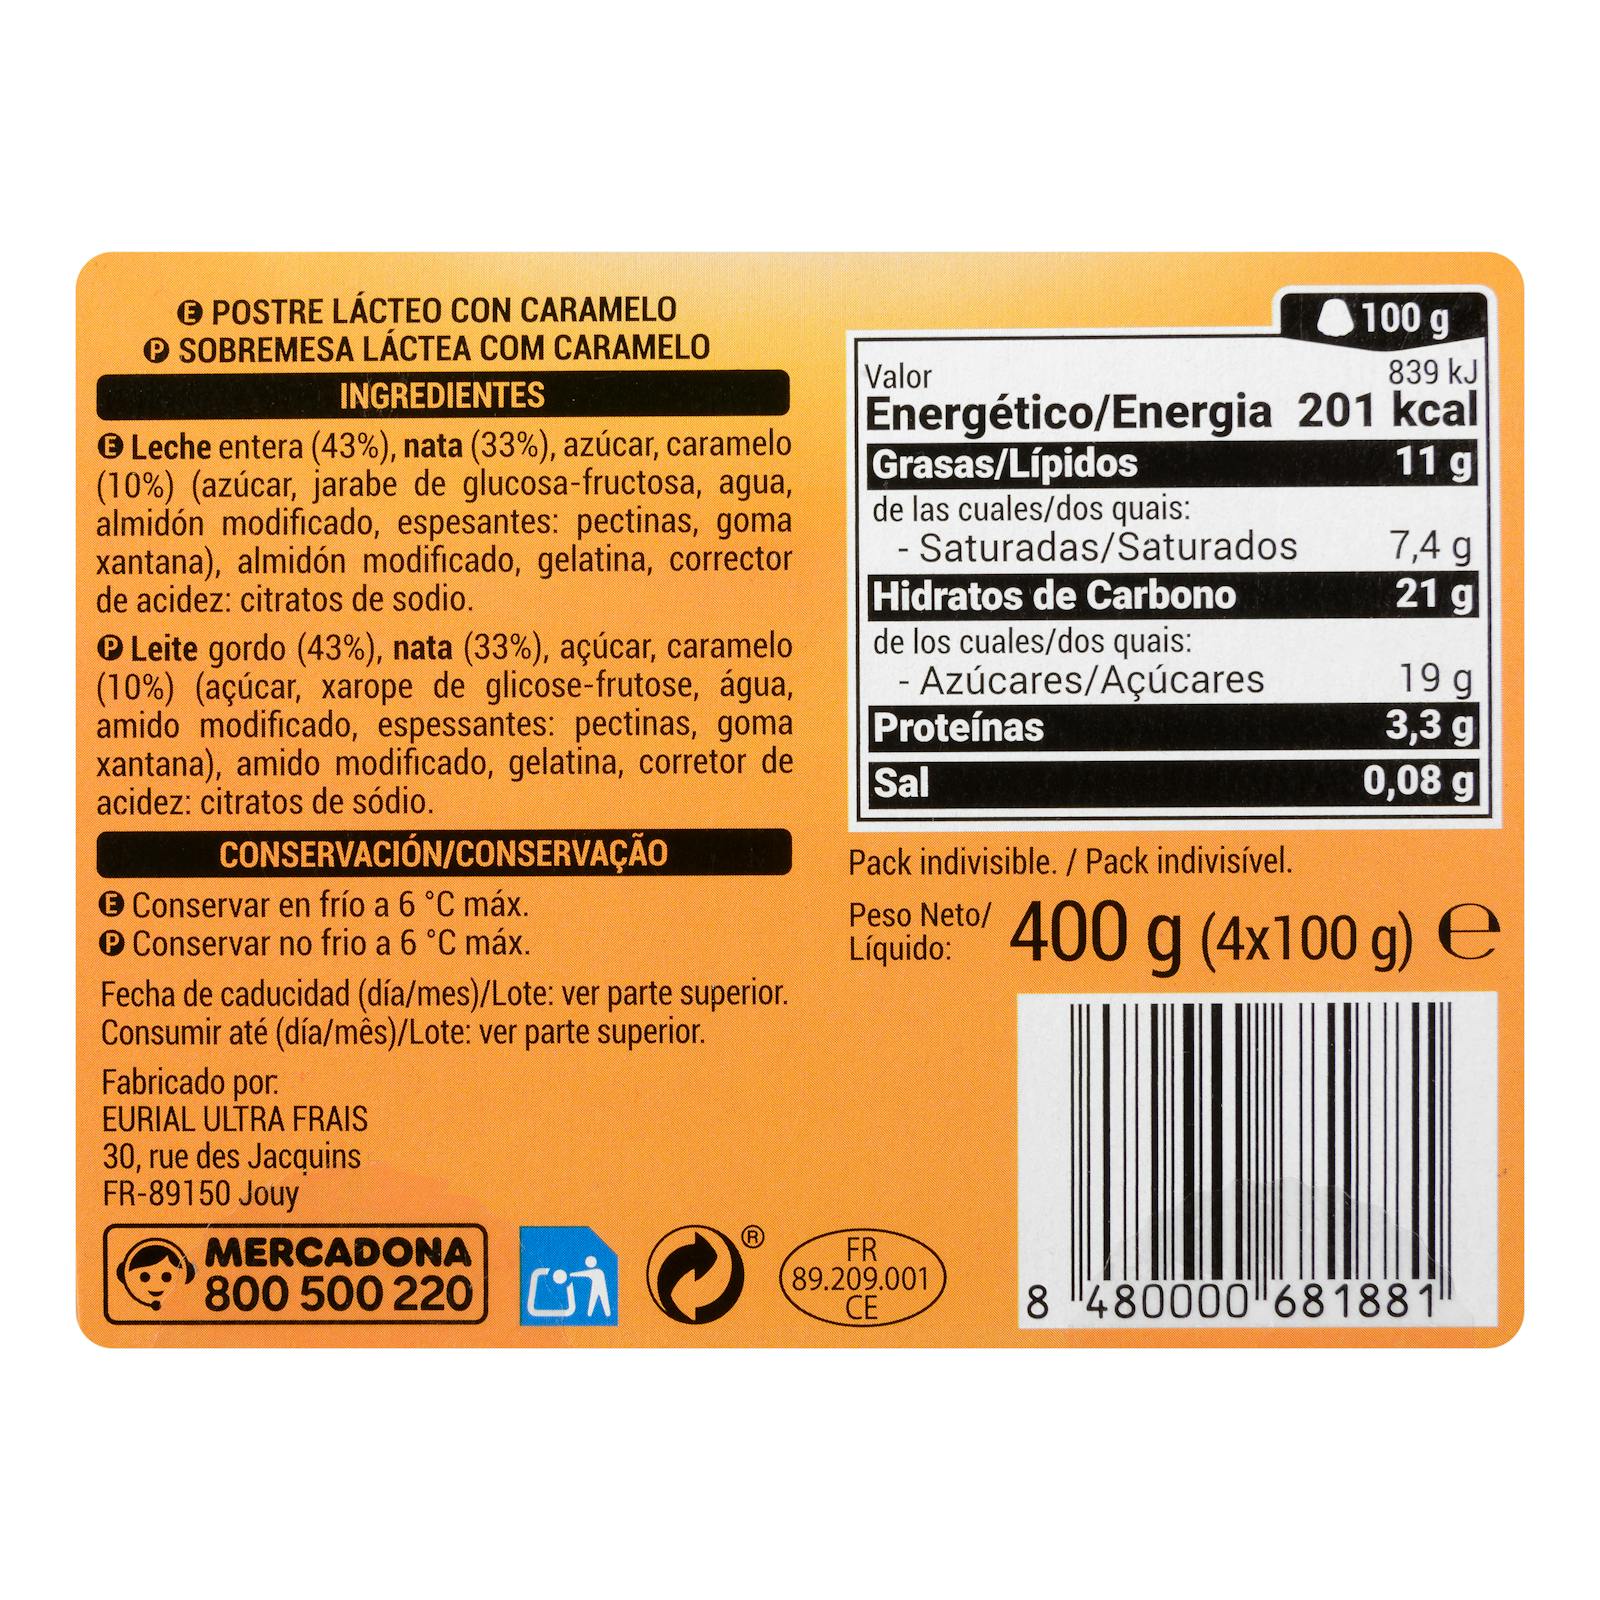 E POSTRE LÁCTEO CON CARAMELO
P SOBREMESA LÁCTEA COM CARAMELO
INGREDIENTES
E Leche entera (43%), nata (33%), azúcar, caramelo
(10%) (azúcar, jarabe de glucosa-fructosa, agua,
almidón modificado, espesantes: pectinas, goma
xantana), almidón modificado, gelatina, corrector
de acidez: citratos de sodio.
P Leite gordo (43%), nata (33%), açúcar, caramelo
(10%) (açúcar, xarope de glicose-frutose, água,
amido modificado, espessantes: pectinas, goma
xantana), amido modificado, gelatina, corretor de
acidez: citratos de sódio.
CONSERVACIÓN/CONSERVAÇÃO
E Conservar en frío a 6 °C máx.
P Conservar no frio a 6 °C máx.
Fecha de caducidad (día/mes)/Lote: ver parte superior.
Consumir até (día/mês)/Lote: ver parte superior.
Fabricado por:
EURIAL ULTRA FRAIS
30, rue des Jacquins
FR-89150 Jouy
MERCADONA
800 500 220
®
FR
89.209.001
CE
100 g
Valor 839 kJ
Energético/Energia 201 kcal
Grasas/Lípidos 11 g
de las cuales/dos quais:
- Saturadas/Saturados 7,4 g
Hidratos de Carbono 21 g
de los cuales/dos quais:
- Azúcares/Açúcares 19 g
Proteínas 3,3 g
Sal 0,08 g
Pack indivisible. / Pack indivisível.
Peso Neto/
Líquido: 400 g (4x100 g) ℮
8 480000 681881